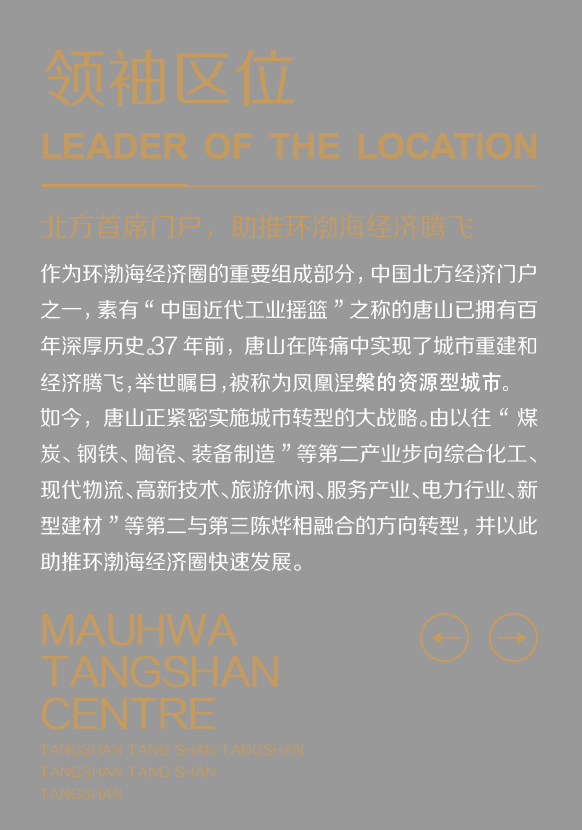 领袖区位
LEADER OF THE LOCATION
北方首席门户，助推环渤海经济腾飞
作为环渤海经济圈的重要组成部分，中国北方经济门户
之一，素有“中国近代工业摇篮”之称的唐山已拥有百
年深厚历史。37 年前，唐山在阵痛中实现了城市重建和
经济腾飞，举世瞩目，被称为凤凰涅槃的资源型城市。
如今，唐山正紧密实施城市转型的大战略。由以往“煤
炭、钢铁、陶瓷、装备制造”等第二产业步向综合化工、
现代物流、高新技术、旅游休闲、服务产业、电力行业、新
型建材”等第二与第三陈烨相融合的方向转型，并以此
助推环渤海经济圈快速发展。
MAUHWA
TANGSHAN
CENTRE
TANGSHAN TANG SHAN TANGSHAN
TANGSHAN TANG SHAN
TANGSHAN